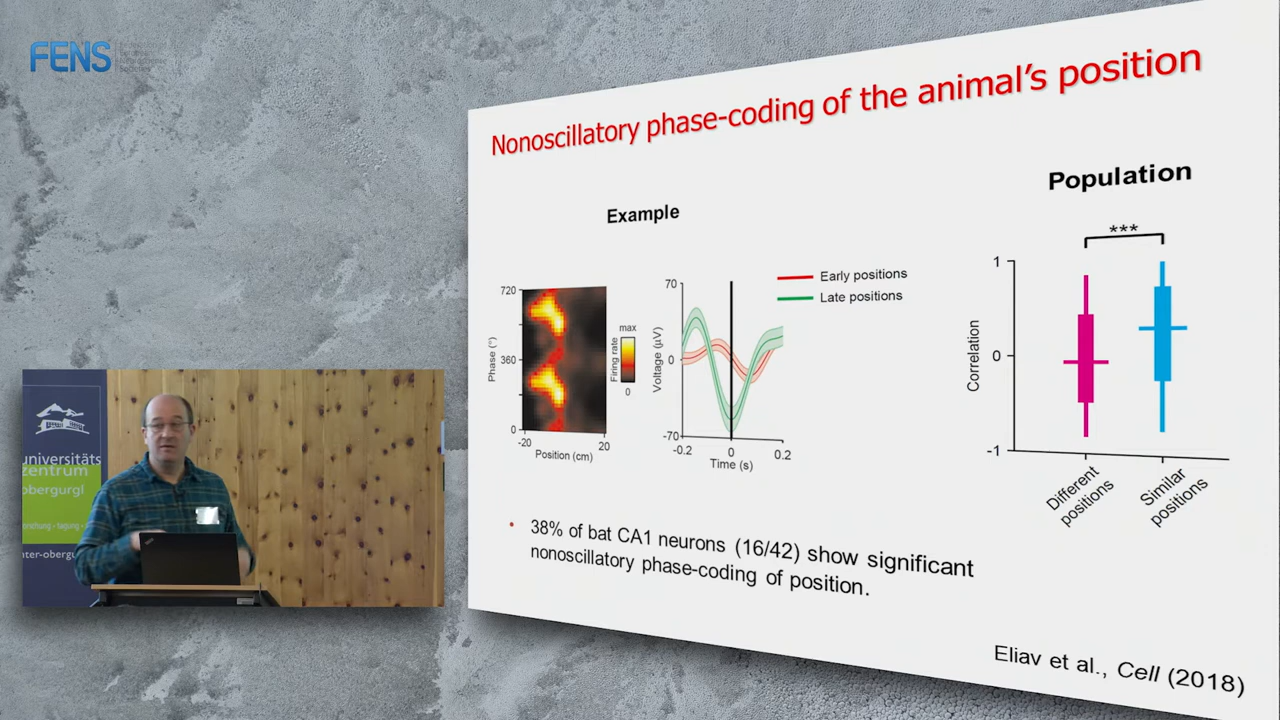 FENS
Nonoscillatory phase-coding of the animal's position
Example
Population
***
Early positions
Late positions
720
360
0
Phase (°)
-20
20
Position (cm)
max
Firing rate
0
70
0
-70
Voltage (µV)
-0.2
0
0.2
Time (s)
1
0
-1
Correlation
Different
positions
Similar
positions
• 38% of bat CA1 neurons (16/42) show significant
nonoscillatory phase-coding of position.
Eliav et al., Cell (2018)
universitäts
zentrum
obergurgl